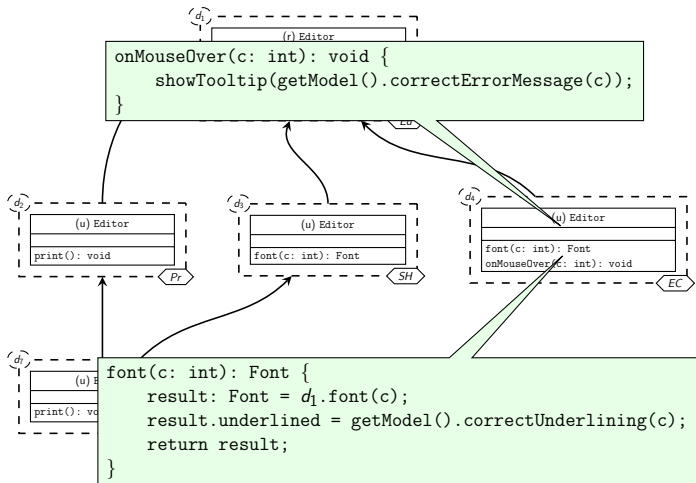 d₁
(r) Editor
onMouseOver(c: int): void {
showTooltip(getModel().correctErrorMessage(c));
}
Ed
d₂
(u) Editor
print(): void
Pr
d₃
(u) Editor
font(c: int): Font
SH
d₄
(u) Editor
font(c: int): Font
onMouseOver(c: int): void
EC
d₇
(u)
print():
font(c: int): Font {
result: Font = d₁.font(c);
result.underlined = getModel().correctUnderlining(c);
return result;
}